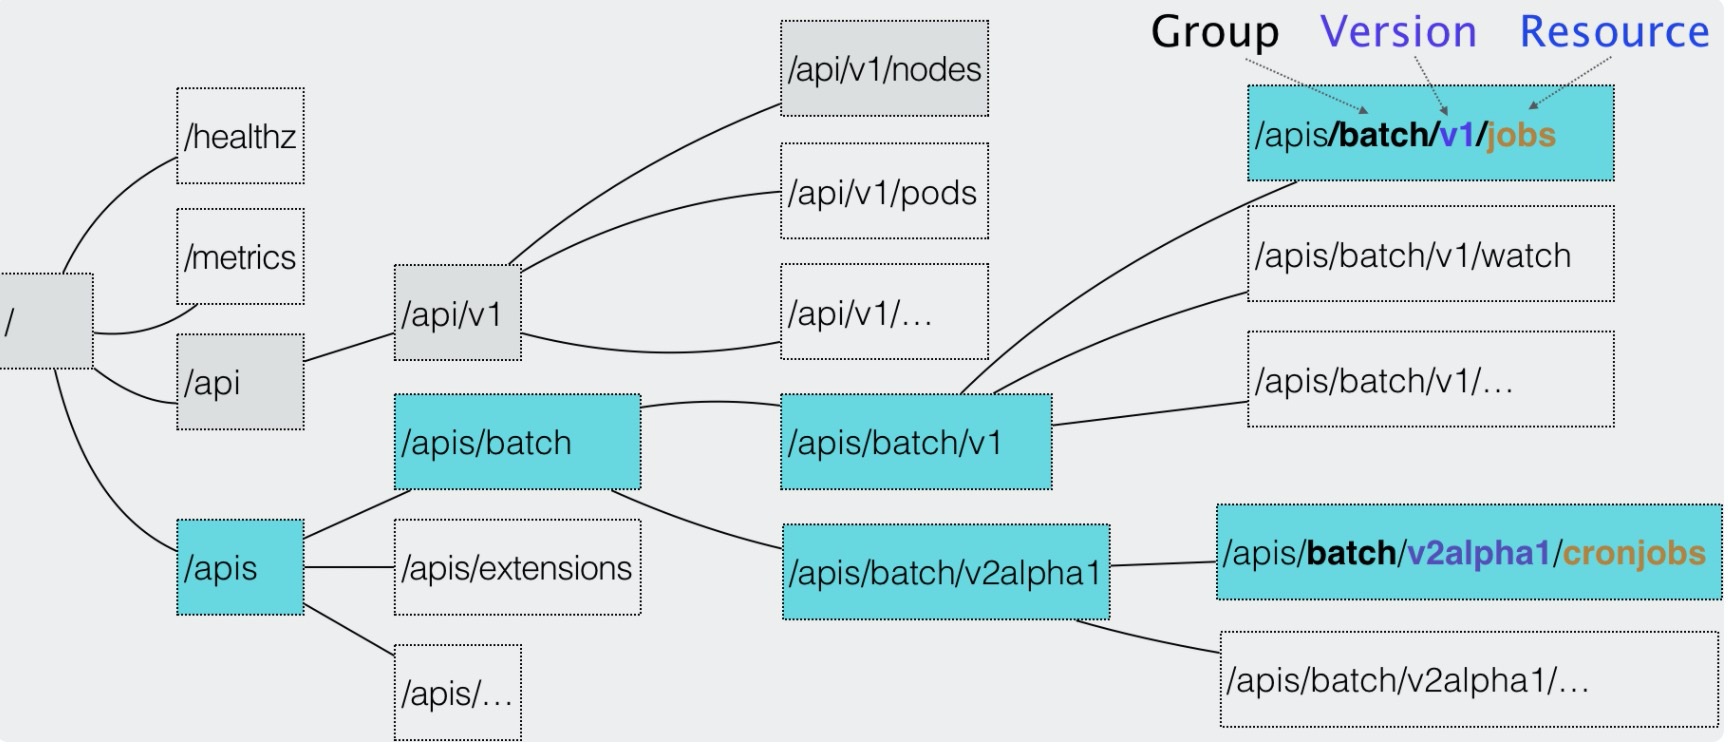 Group Version Resource
/
/healthz
/metrics
/api
/apis
/api/v1
/apis/batch
/apis/extensions
/apis/...
/api/v1/nodes
/api/v1/pods
/api/v1/...
/apis/batch/v1
/apis/batch/v2alpha1
/apis/batch/v1/jobs
/apis/batch/v1/watch
/apis/batch/v1/...
/apis/batch/v2alpha1/cronjobs
/apis/batch/v2alpha1/...